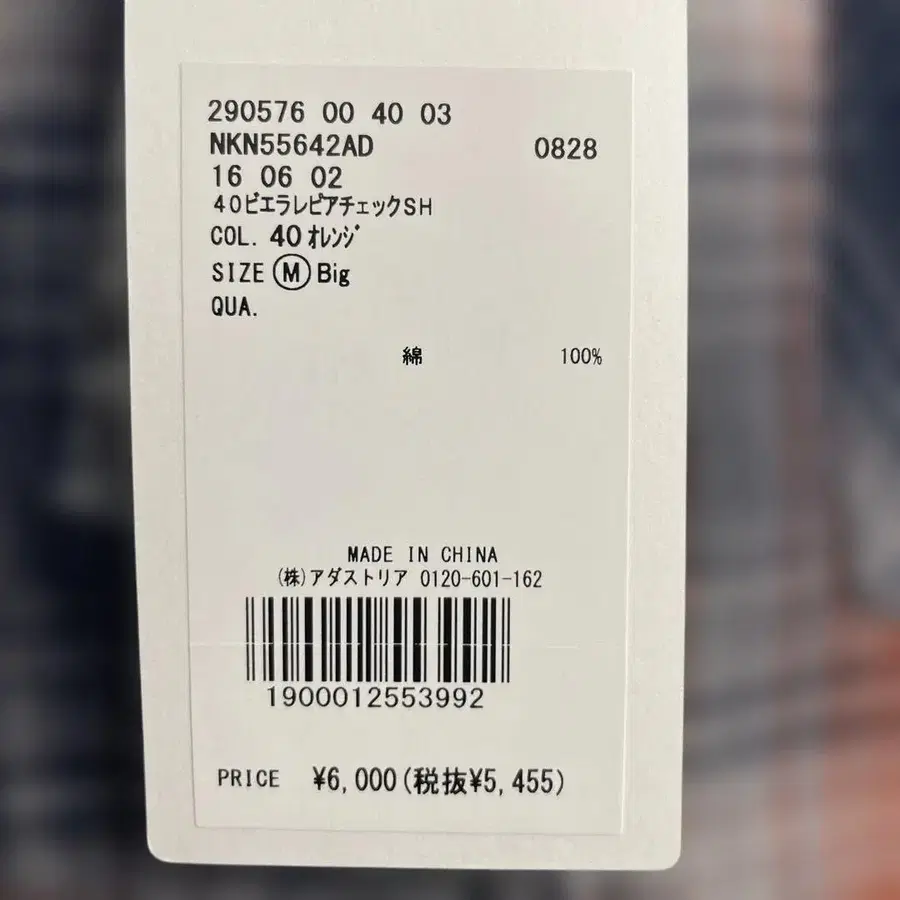 290576 00 40 03
NKN55642AD 0828
16 06 02
40ビエラレピアチェックSH
COL. 40 オレンジ
SIZE Ⓜ Big
QUA.
綿 100%
MADE IN CHINA
(株)アダストリア 0120-601-162
1900012553992
PRICE ¥6,000(税抜¥5,455)